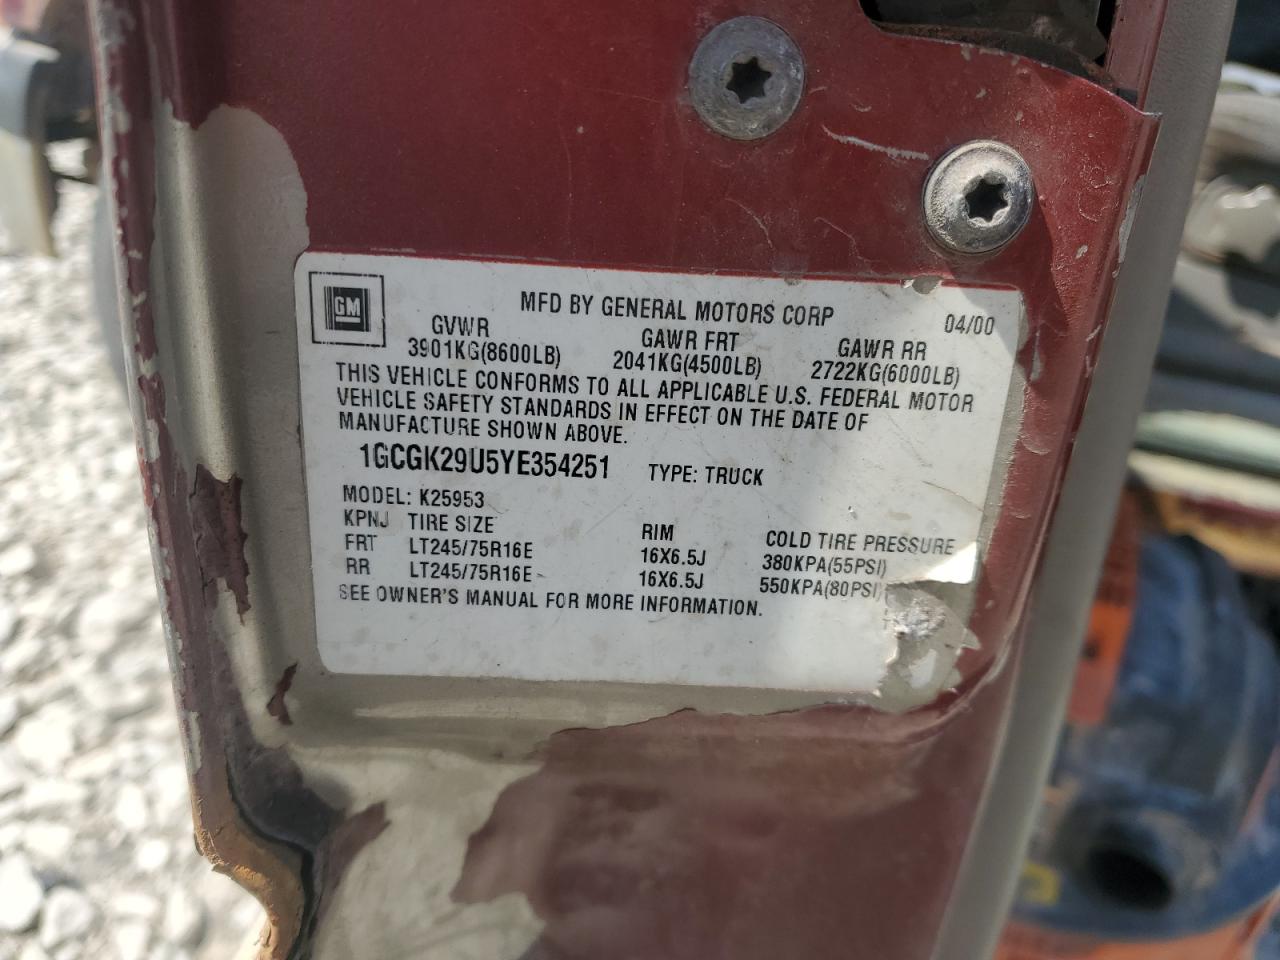 GM
MFD BY GENERAL MOTORS CORP 04/00
GVWR GAWR FRT GAWR RR
3901KG(8600LB) 2041KG(4500LB) 2722KG(6000LB)
THIS VEHICLE CONFORMS TO ALL APPLICABLE U.S. FEDERAL MOTOR
VEHICLE SAFETY STANDARDS IN EFFECT ON THE DATE OF
MANUFACTURE SHOWN ABOVE.
1GCGK29U5YE354251 TYPE: TRUCK
MODEL: K25953
KPNJ TIRE SIZE RIM COLD TIRE PRESSURE
FRT LT245/75R16E 16X6.5J 380KPA(55PSI)
RR LT245/75R16E 16X6.5J 550KPA(80PSI)
SEE OWNER'S MANUAL FOR MORE INFORMATION.